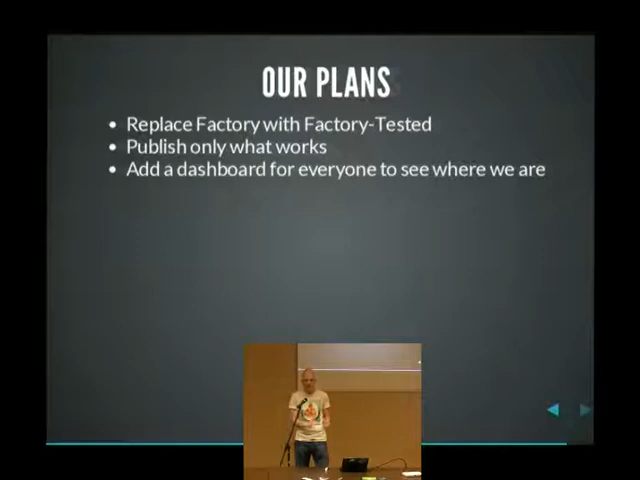 OUR PLANS
• Replace Factory with Factory-Tested
• Publish only what works
• Add a dashboard for everyone to see where we are